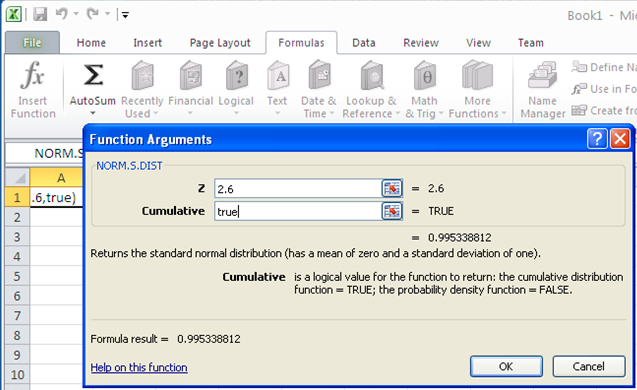 Book1 - Mi
File Home Insert Page Layout Formulas Data Review View Team
fx Σ θ
Insert Function
AutoSum
Recently Used
Financial
Logical
Text
Date & Time
Lookup & Reference
Math & Trig
More Functions
Name Manager
Define Na
Use in Fo
Create fro
NORM.S
Function Arguments
NORM.S.DIST
Z 2.6 = 2.6
Cumulative true = TRUE
= 0.995338812
Returns the standard normal distribution (has a mean of zero and a standard deviation of one).
Cumulative is a logical value for the function to return: the cumulative distribution
function = TRUE; the probability density function = FALSE.
Formula result = 0.995338812
Help on this function
OK Cancel
A
1 .6,true)
2
3
4
5
6
7
8
9
10